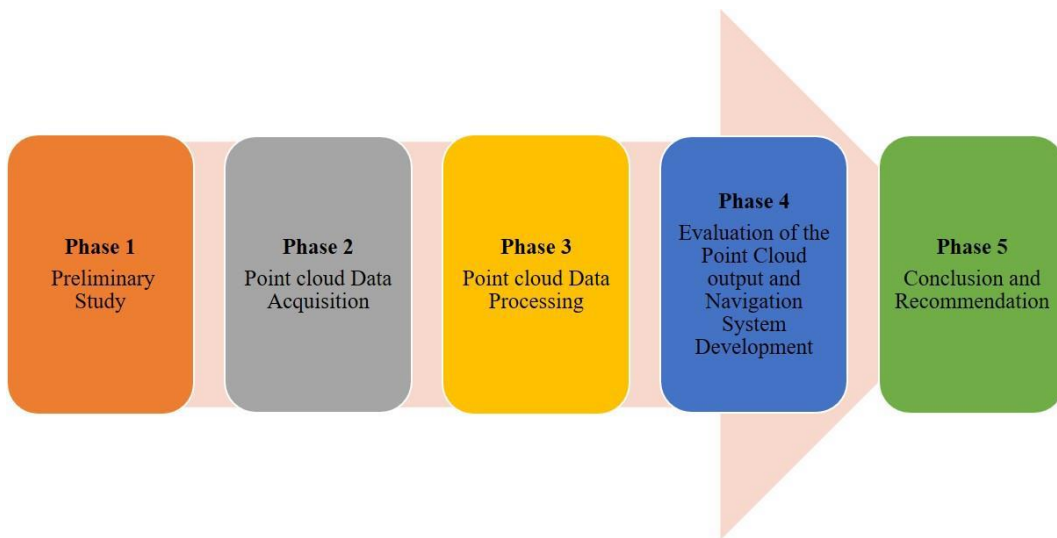 Phase 1
Preliminary
Study
Phase 2
Point cloud Data
Acquisition
Phase 3
Point cloud Data
Processing
Phase 4
Evaluation of the
Point Cloud
output and
Navigation
System
Development
Phase 5
Conclusion and
Recommendation